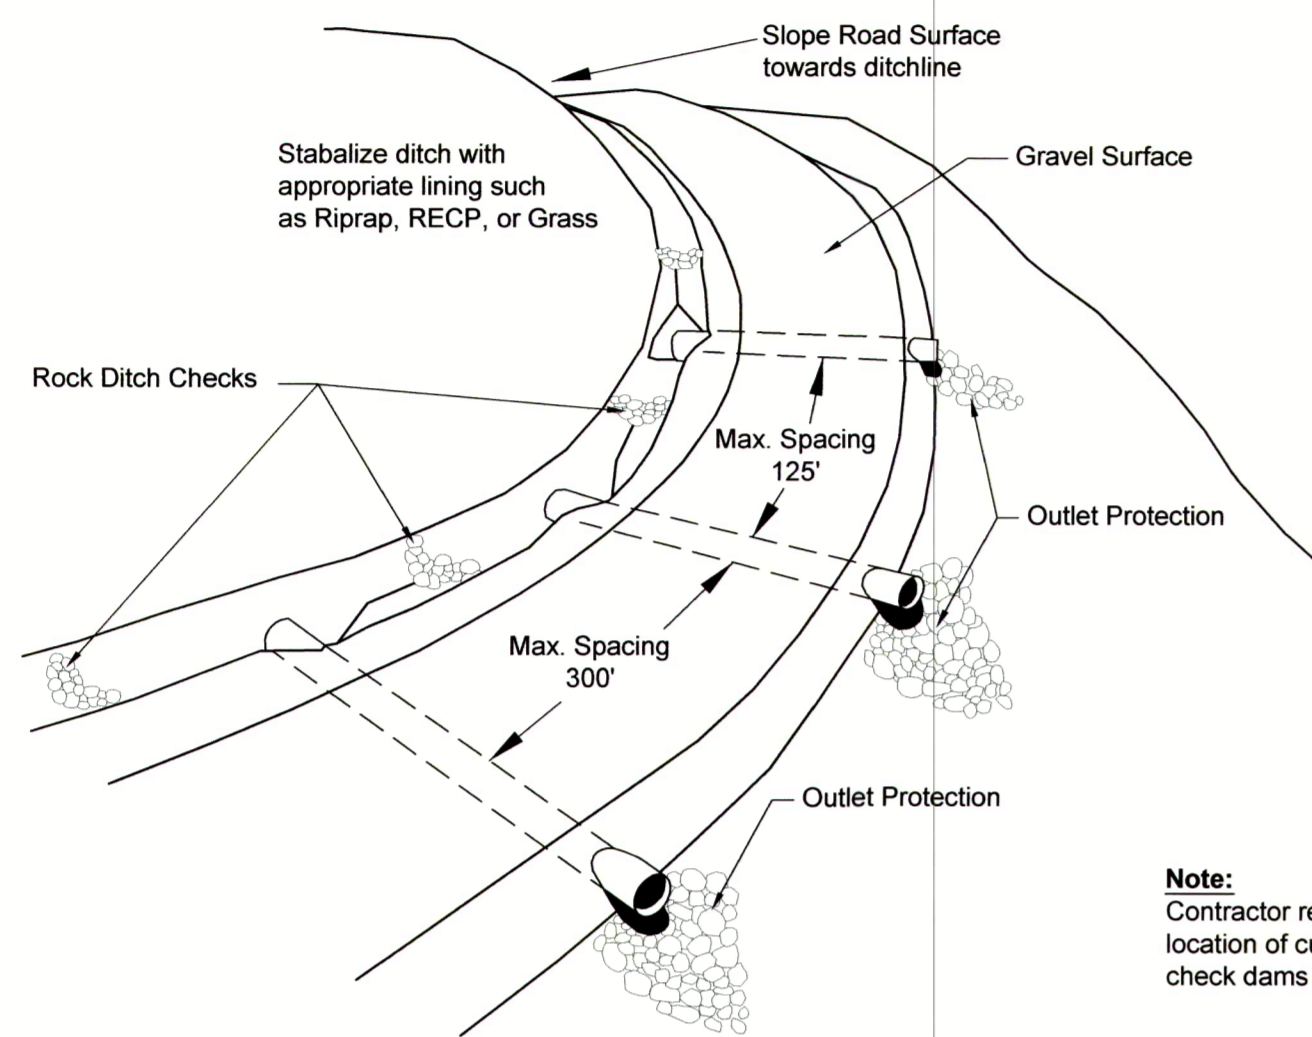 Slope Road Surface
towards ditchline
Stabalize ditch with
appropriate lining such
as Riprap, RECP, or Grass
Gravel Surface
Rock Ditch Checks
Max. Spacing
125'
Outlet Protection
Max. Spacing
300'
Outlet Protection
Note:
Contractor
location of
check dams